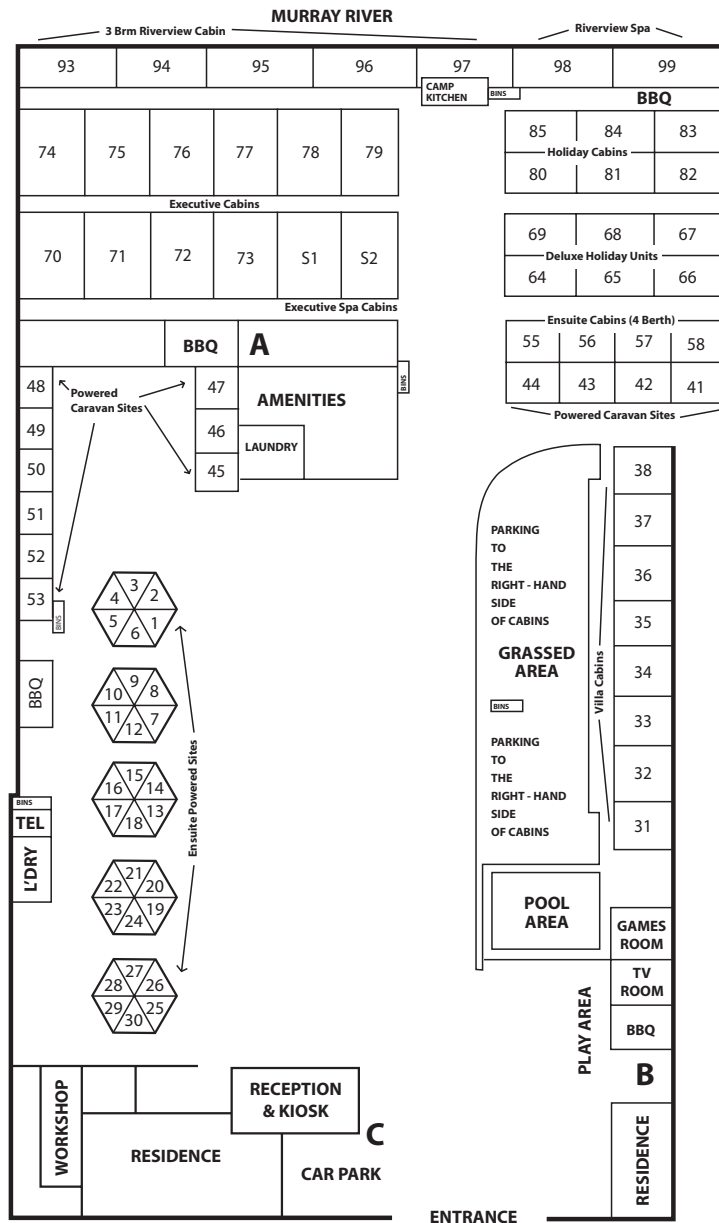 MURRAY RIVER
3 Brm Riverview Cabin
Riverview Spa
93 94 95 96 97 98 99
CAMP
KITCHEN
BINS
BBQ
74 75 76 77 78 79
Executive Cabins
85 84 83
Holiday Cabins
80 81 82
70 71 72 73 S1 S2
Executive Spa Cabins
69 68 67
Deluxe Holiday Units
64 65 66
BBQ
A
Ensuite Cabins (4 Berth)
55 56 57 58
44 43 42 41
Powered Caravan Sites
48
49
50
51
52
53
BINS
Powered
Caravan Sites
47
46
45
AMENITIES
LAUNDRY
BINS
3
4 2
5 1
6
9
10 8
11 7
12
15
16 14
17 13
18
21
22 20
23 19
24
27
28 26
29 25
30
Ensuite Powered Sites
BBQ
BINS
TEL
L'DRY
PARKING
TO
THE
RIGHT - HAND
SIDE
OF CABINS
GRASSED
AREA
BINS
PARKING
TO
THE
RIGHT - HAND
SIDE
OF CABINS
Villa Cabins
38
37
36
35
34
33
32
31
POOL
AREA
GAMES
ROOM
TV
ROOM
BBQ
PLAY AREA
B
RESIDENCE
WORKSHOP
RECEPTION
& KIOSK
C
RESIDENCE
CAR PARK
ENTRANCE